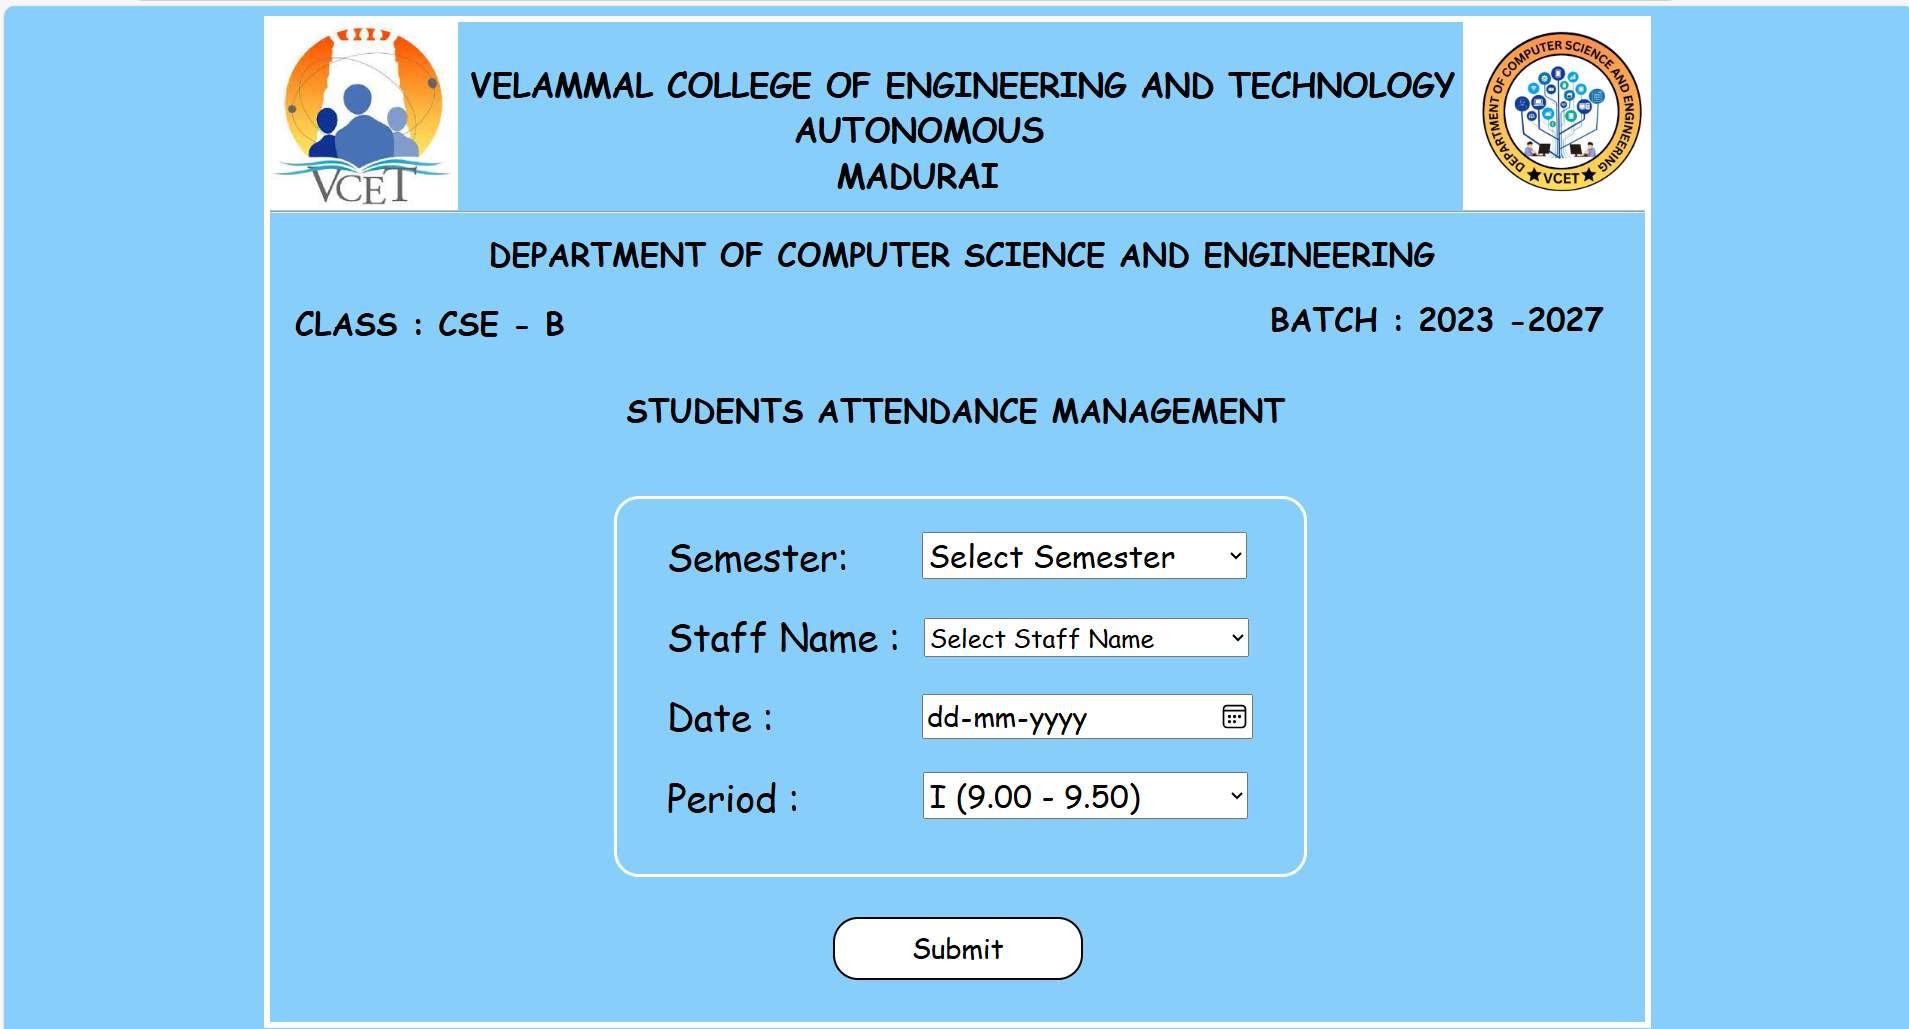 VCET
VELAMMAL COLLEGE OF ENGINEERING AND TECHNOLOGY
AUTONOMOUS
MADURAI
DEPARTMENT OF COMPUTER SCIENCE AND ENGINEERING
VCET
DEPARTMENT OF COMPUTER SCIENCE AND ENGINEERING
CLASS : CSE - B
BATCH : 2023 -2027
STUDENTS ATTENDANCE MANAGEMENT
Semester: Select Semester
Staff Name : Select Staff Name
Date : dd-mm-yyyy
Period : I (9.00 - 9.50)
Submit